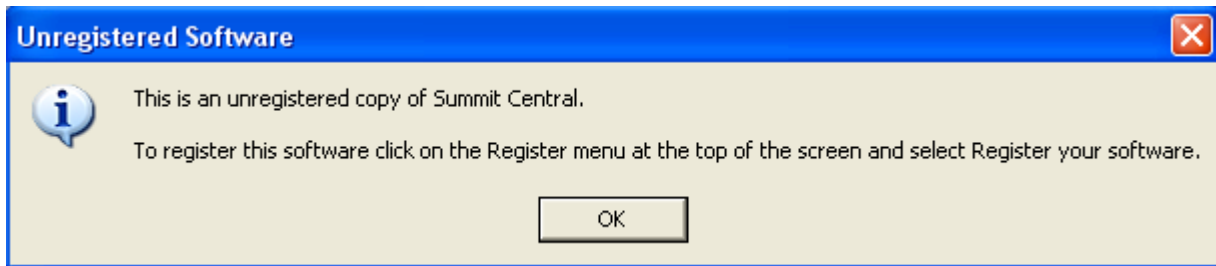 Unregistered Software
This is an unregistered copy of Summit Central.
To register this software click on the Register menu at the top of the screen and select Register your software.
OK